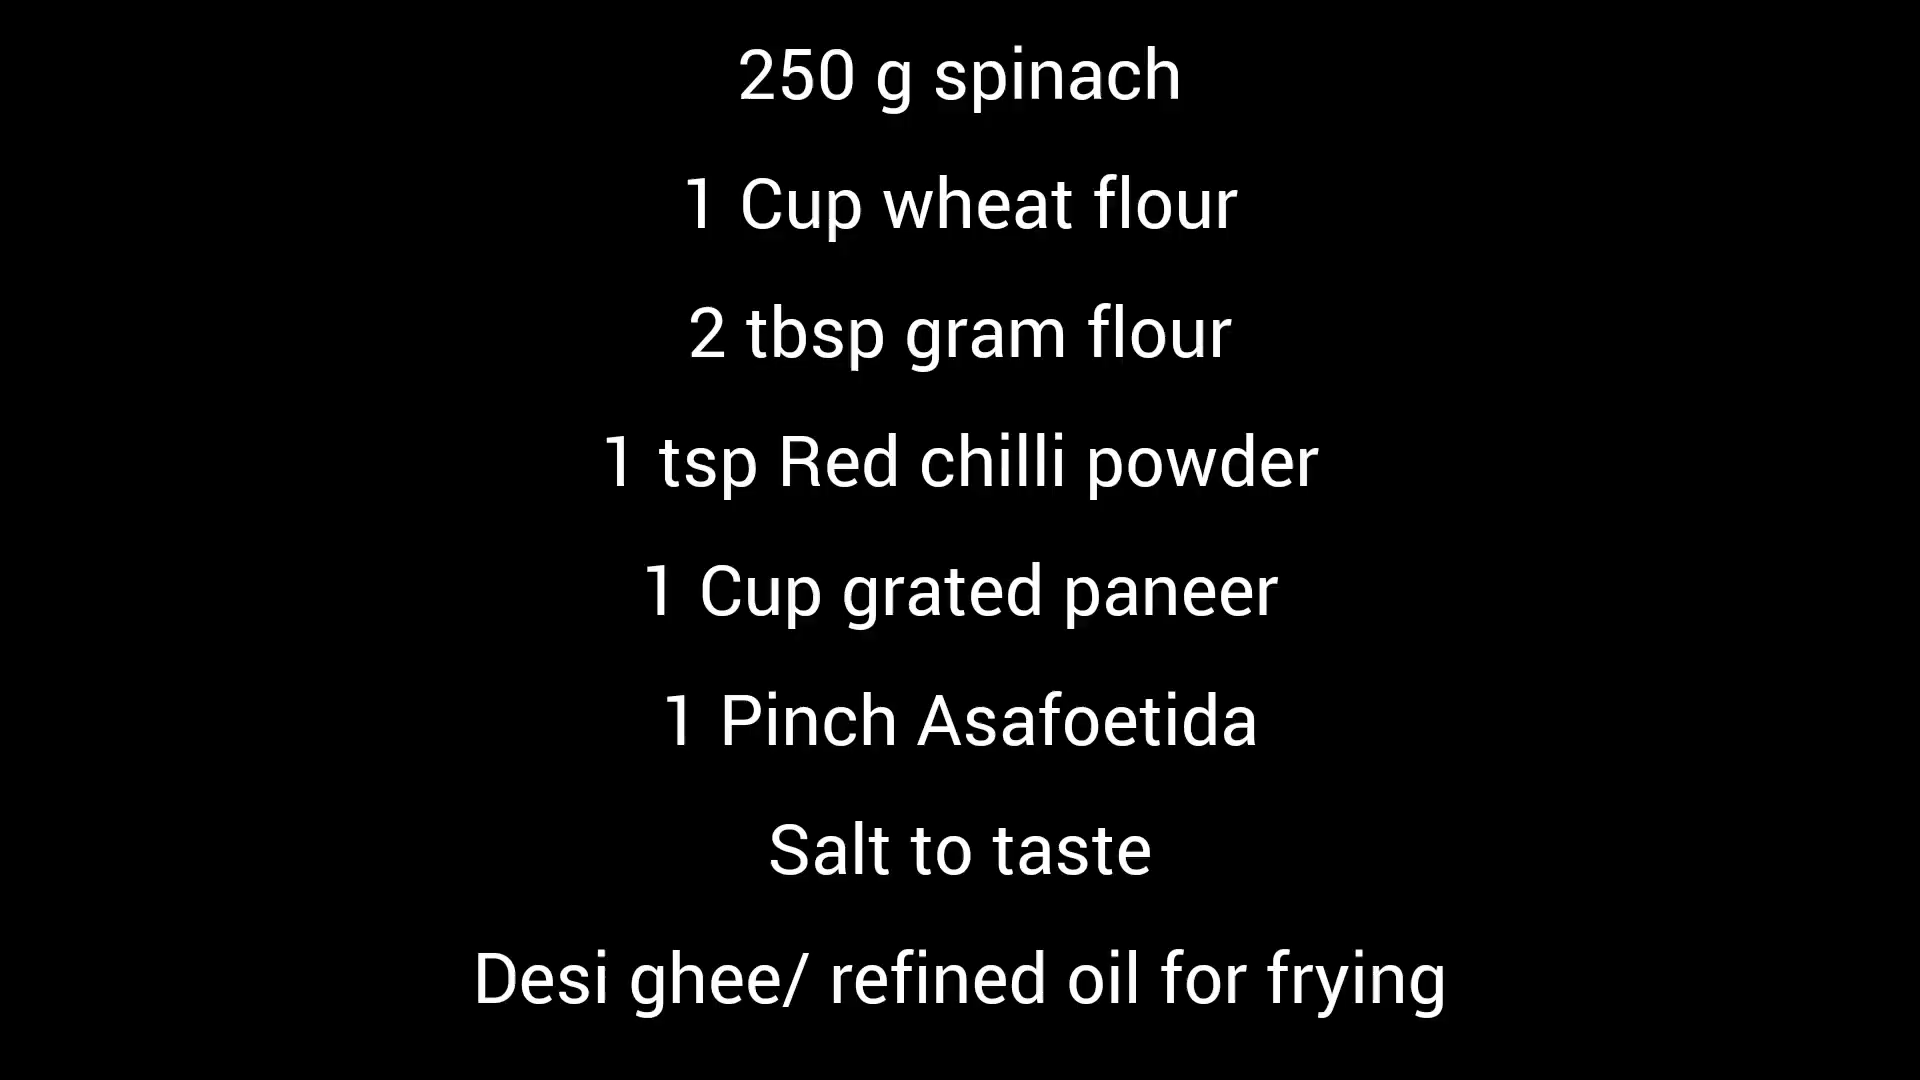 250 g spinach
1 Cup wheat flour
2 tbsp gram flour
1 tsp Red chilli powder
1 Cup grated paneer
1 Pinch Asafoetida
Salt to taste
Desi ghee/ refined oil for frying